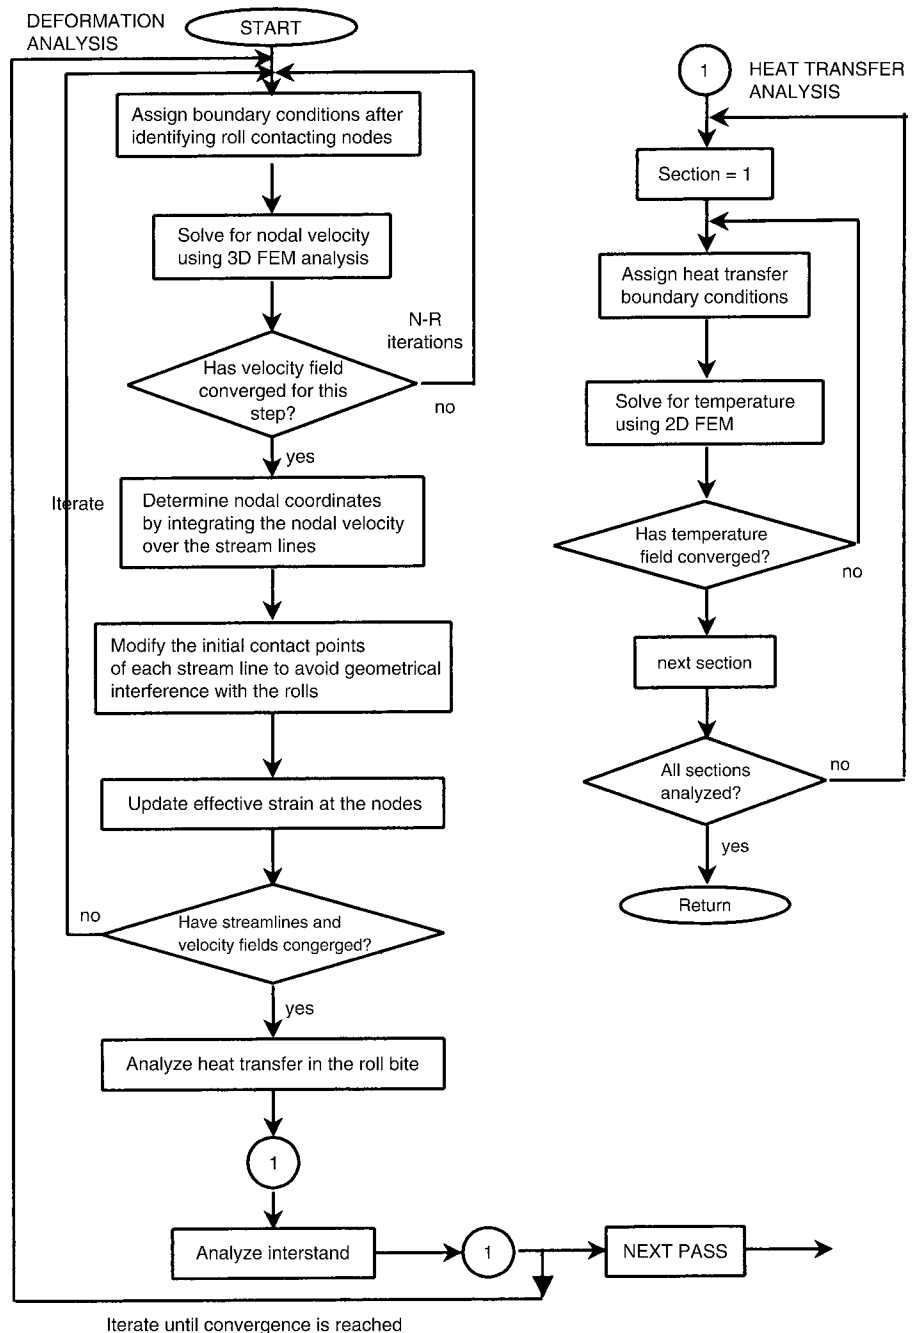 DEFORMATION
ANALYSIS
START
Assign boundary conditions after
identifying roll contacting nodes
Solve for nodal velocity
using 3D FEM analysis
N-R
iterations
Has velocity field
converged for this
step?
no
yes
Iterate
Determine nodal coordinates
by integrating the nodal velocity
over the stream lines
Modify the initial contact points
of each stream line to avoid geometrical
interference with the rolls
Update effective strain at the nodes
no
Have streamlines and
velocity fields congerged?
yes
Analyze heat transfer in the roll bite
1
Analyze interstand
1
NEXT PASS
Iterate until convergence is reached
1
HEAT TRANSFER
ANALYSIS
Section = 1
Assign heat transfer
boundary conditions
Solve for temperature
using 2D FEM
Has temperature
field converged?
no
next section
All sections
analyzed?
no
yes
Return